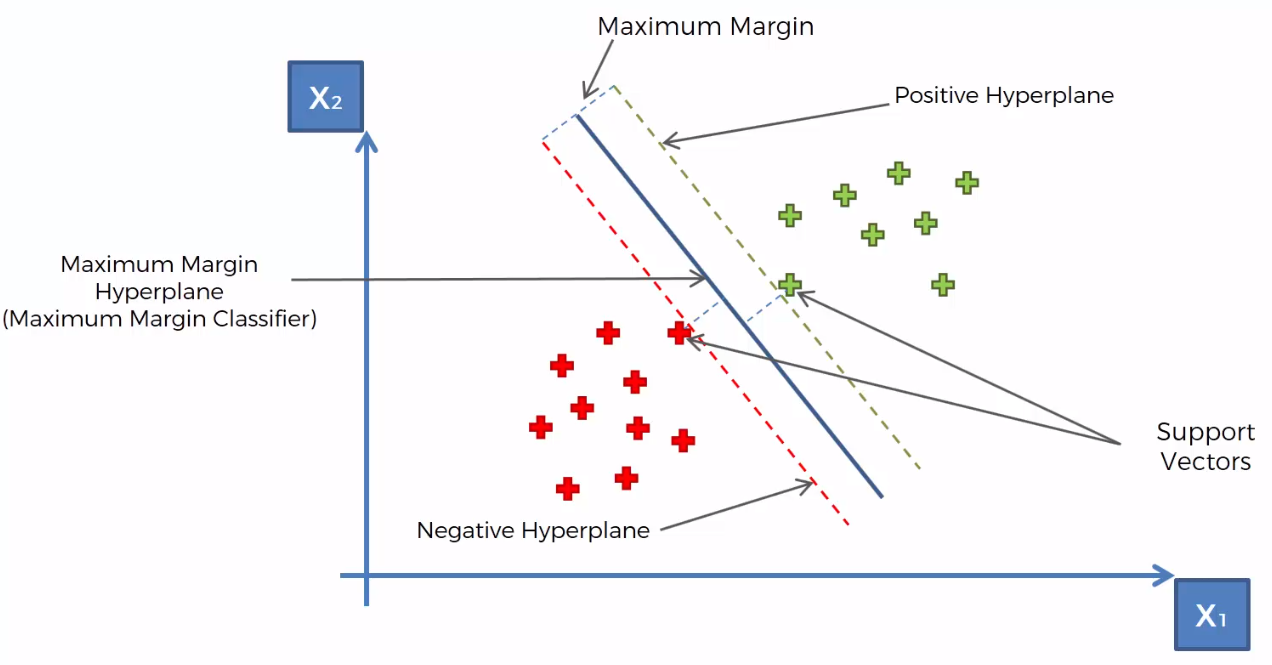 Maximum Margin
X₂
Positive Hyperplane
Maximum Margin
Hyperplane
(Maximum Margin Classifier)
Support
Vectors
Negative Hyperplane
X₁